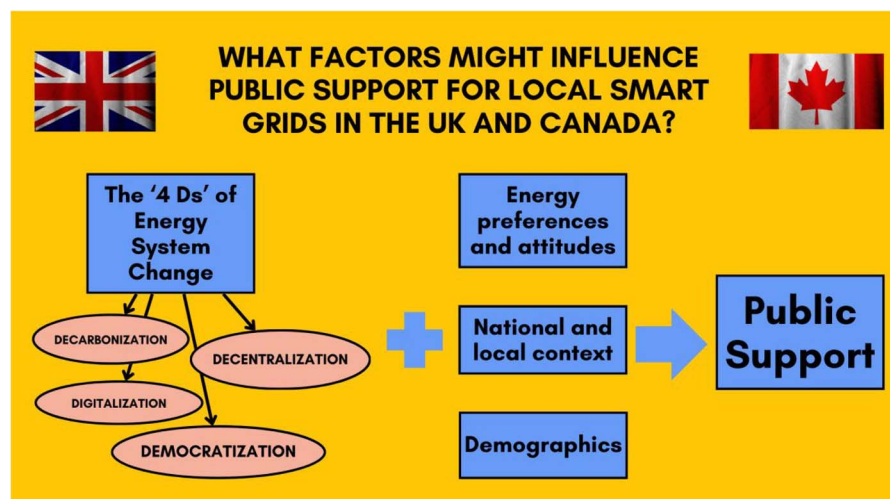 WHAT FACTORS MIGHT INFLUENCE
PUBLIC SUPPORT FOR LOCAL SMART
GRIDS IN THE UK AND CANADA?
The ‘4 Ds’ of
Energy
System
Change
DECARBONIZATION
DECENTRALIZATION
DIGITALIZATION
DEMOCRATIZATION
Energy
preferences
and attitudes
National and
local context
Demographics
Public
Support